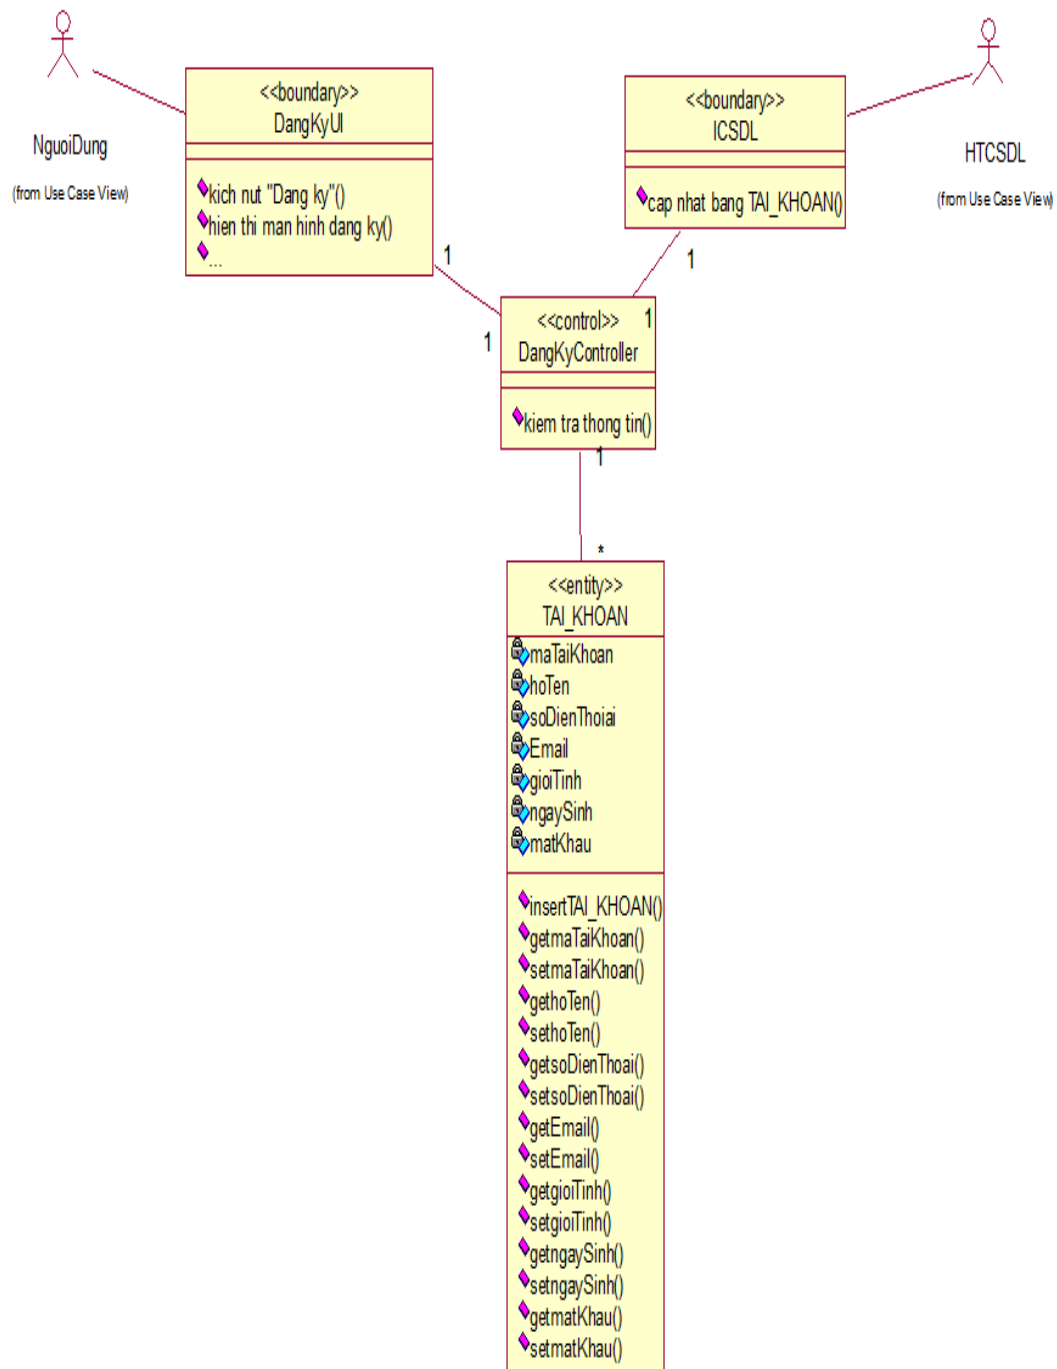 NguoiDung
(from Use Case View)
<<boundary>>
DangKyUI
kich nut "Dang ky"()
hien thi man hinh dang ky()
...
<<boundary>>
ICSDL
cap nhat bang TAI_KHOAN()
HTCSDL
(from Use Case View)
1
1
1
1
<<control>>
DangKyController
kiem tra thong tin()
1
*
<<entity>>
TAI_KHOAN
maTaiKhoan
hoTen
soDienThoiai
Email
gioiTinh
ngaySinh
matKhau
insertTAI_KHOAN()
getmaTaiKhoan()
setmaTaiKhoan()
gethoTen()
sethoTen()
getsoDienThoai()
setsoDienThoai()
getEmail()
setEmail()
getgioiTinh()
setgioiTinh()
getngaySinh()
setngaySinh()
getmatKhau()
setmatKhau()